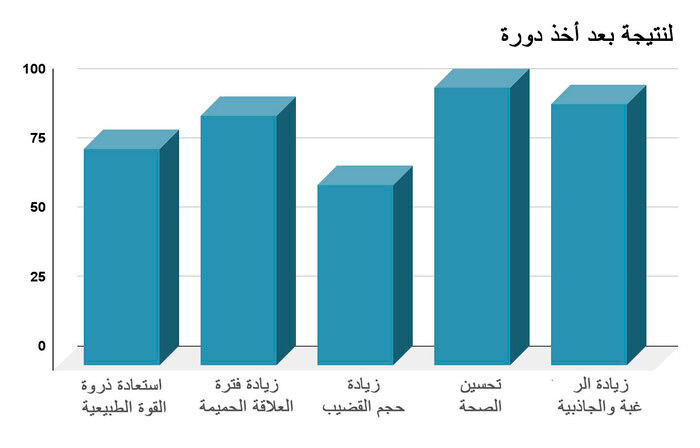 لنتيجة بعد أخذ دورة
100
75
50
25
0
استعادة ذروة
القوة الطبيعية
زيادة فترة
العلاقة الحميمة
زيادة
حجم القضيب
تحسين
الصحة
زيادة الر
غبة والجاذبية